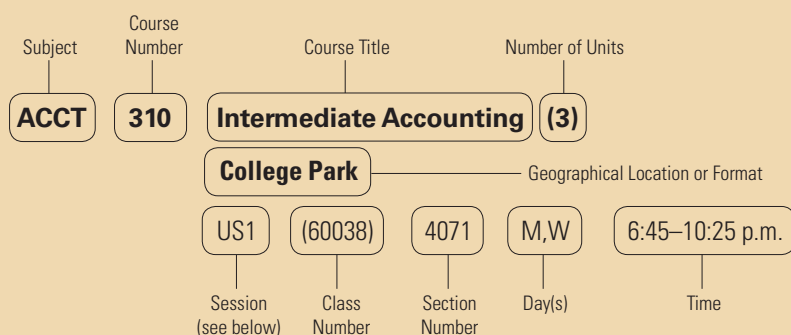 Course
Subject Number Course Title Number of Units
ACCT 310 Intermediate Accounting (3)
College Park Geographical Location or Format
US1 (60038) 4071 M,W 6:45–10:25 p.m.
Session Class Section Day(s) Time
(see below) Number Number